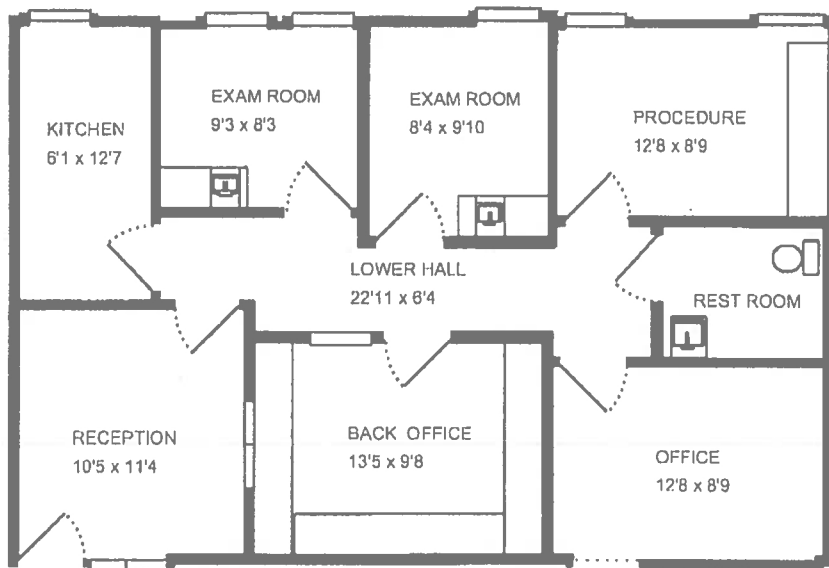 KITCHEN
6'1 x 12'7
EXAM ROOM
9'3 x 8'3
EXAM ROOM
8'4 x 9'10
PROCEDURE
12'8 x 8'9
LOWER HALL
22'11 x 6'4
REST ROOM
RECEPTION
10'5 x 11'4
BACK OFFICE
13'5 x 9'8
OFFICE
12'8 x 8'9